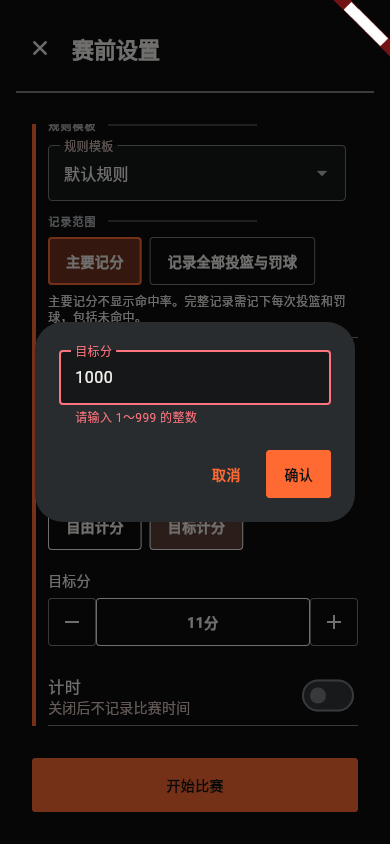 赛前设置
规则模板
规则模板
默认规则
记录范围
主要记分
记录全部投篮与罚球
主要记分不显示命中率。完整记录需记下每次投篮和罚
球，包括未命中。
目标分
1000
请输入 1～999 的整数
取消
确认
自由计分
目标计分
目标分
11分
计时
关闭后不记录比赛时间
开始比赛